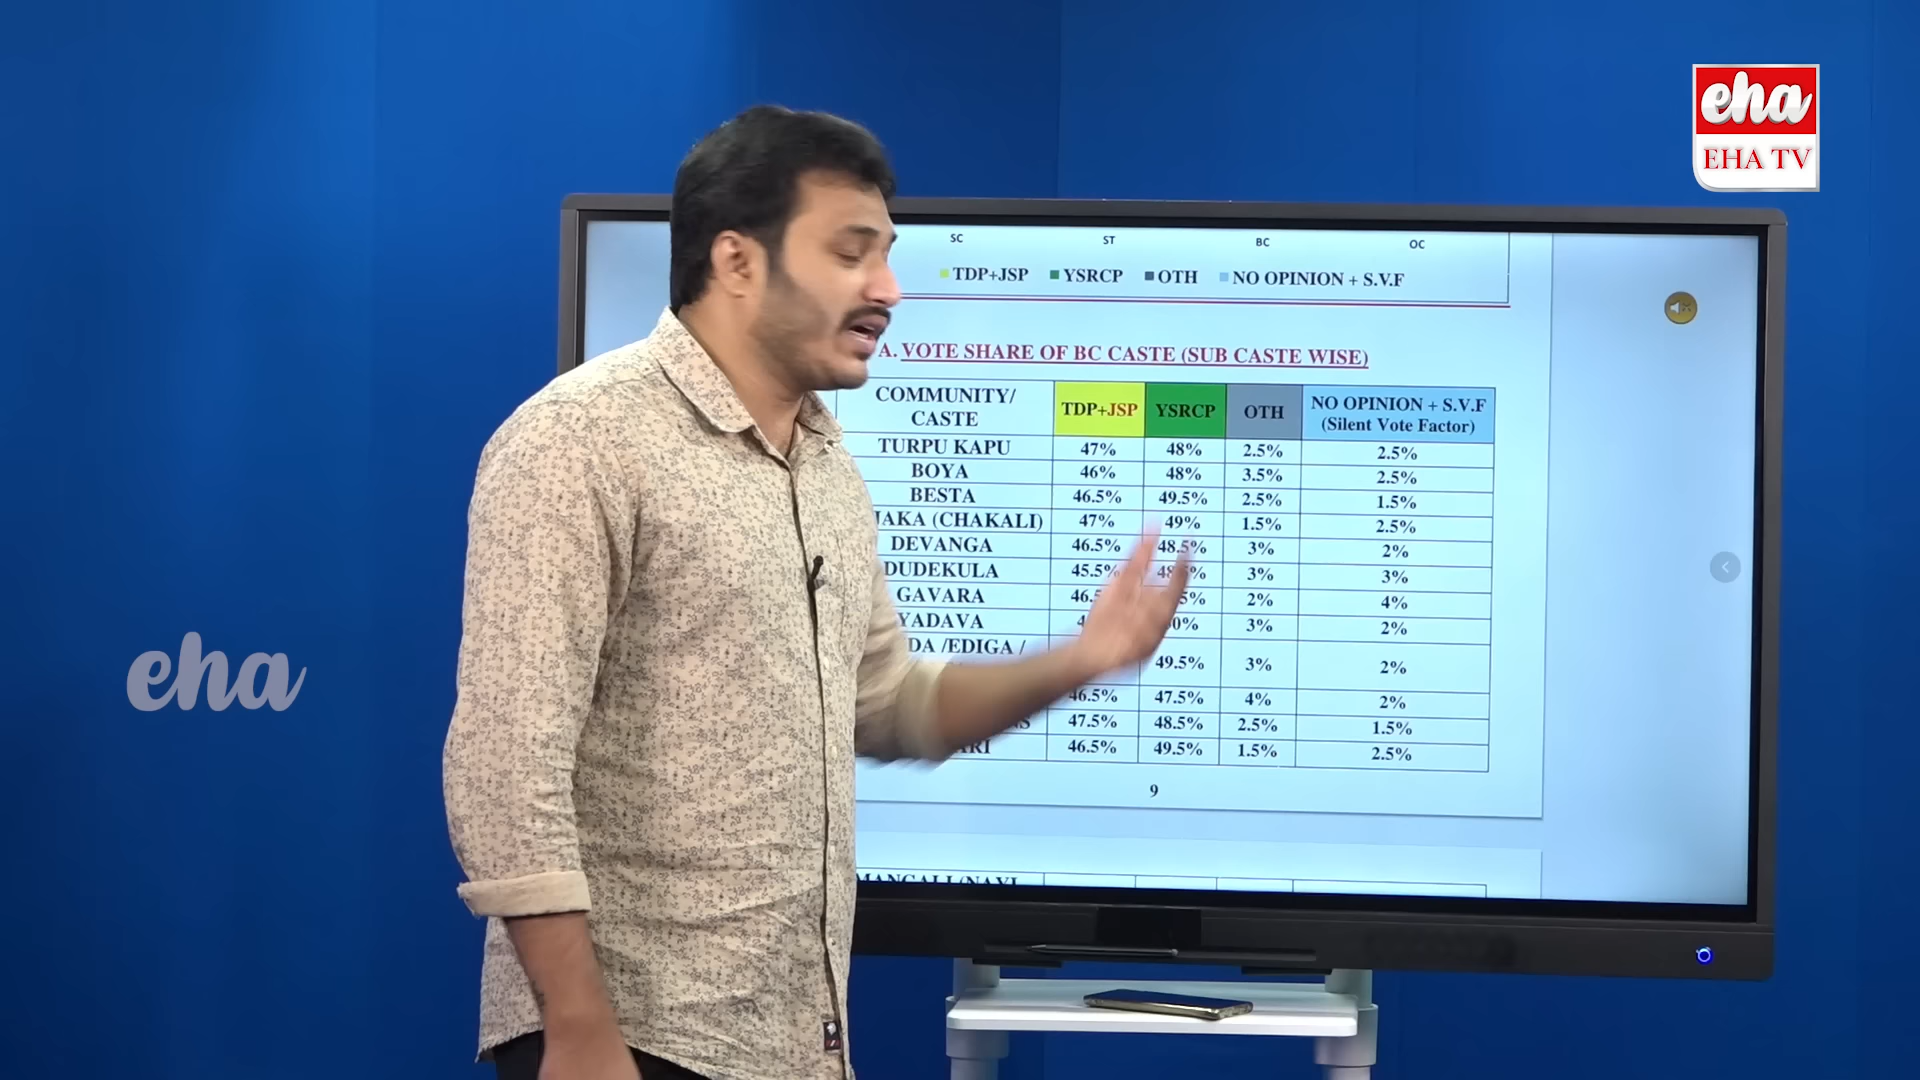 eha
EHA TV
SC ST BC OC
TDP+JSP YSRCP OTH NO OPINION + S.V.F
A. VOTE SHARE OF BC CASTE (SUB CASTE WISE)
COMMUNITY/
CASTE
TDP+JSP YSRCP OTH
NO OPINION + S.V.F
(Silent Vote Factor)
TURPU KAPU 47% 48% 2.5% 2.5%
BOYA 46% 48% 3.5% 2.5%
BESTA 46.5% 49.5% 2.5% 1.5%
(CHAKALI) 47% 49% 1.5% 2.5%
DEVANGA 46.5% 48.5% 3% 2%
DUDEKULA 45.5% 3% 3%
GAVARA 2% 4%
YADAVA 3% 2%
/EDIGA /
49.5% 3% 2%
46.5% 47.5% 4% 2%
47.5% 48.5% 2.5% 1.5%
46.5% 49.5% 1.5% 2.5%
9
eha